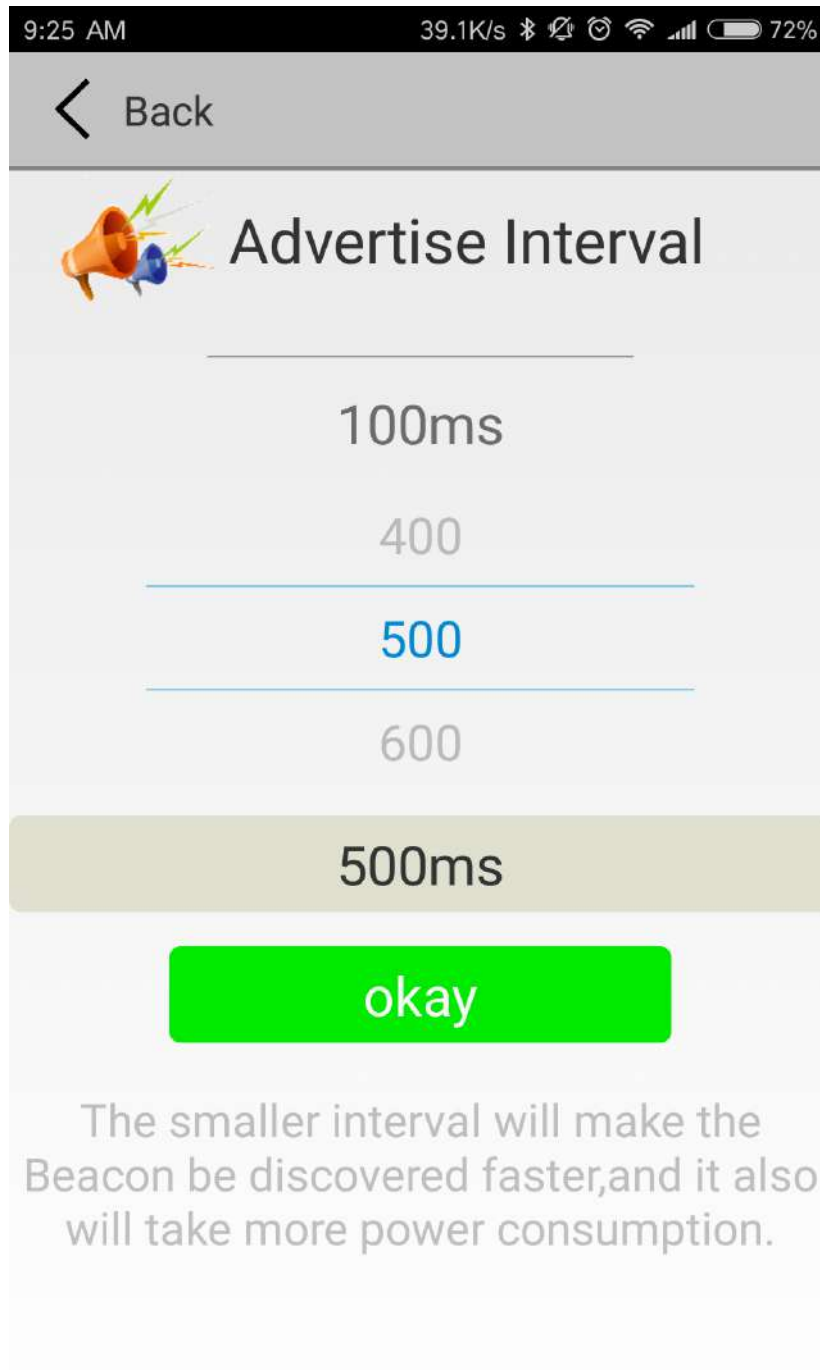 9:25 AM 39.1K/s 72%
Back
Advertise Interval
100ms
400
500
600
500ms
okay
The smaller interval will make the
Beacon be discovered faster,and it also
will take more power consumption.